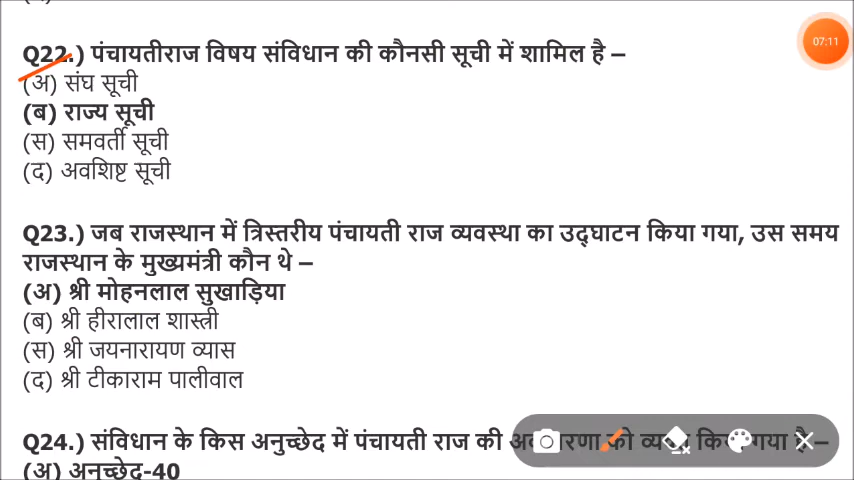 Q22.) पंचायतीराज विषय संविधान की कौनसी सूची में शामिल है –
07:11
(अ) संघ सूची
(ब) राज्य सूची
(स) समवर्ती सूची
(द) अवशिष्ट सूची
Q23.) जब राजस्थान में त्रिस्तरीय पंचायती राज व्यवस्था का उद्घाटन किया गया, उस समय
राजस्थान के मुख्यमंत्री कौन थे –
(अ) श्री मोहनलाल सुखाड़िया
(ब) श्री हीरालाल शास्त्री
(स) श्री जयनारायण व्यास
(द) श्री टीकाराम पालीवाल
Q24.) संविधान के किस अनुच्छेद में पंचायती राज की को गया है –
(अ) अनुच्छेद-40